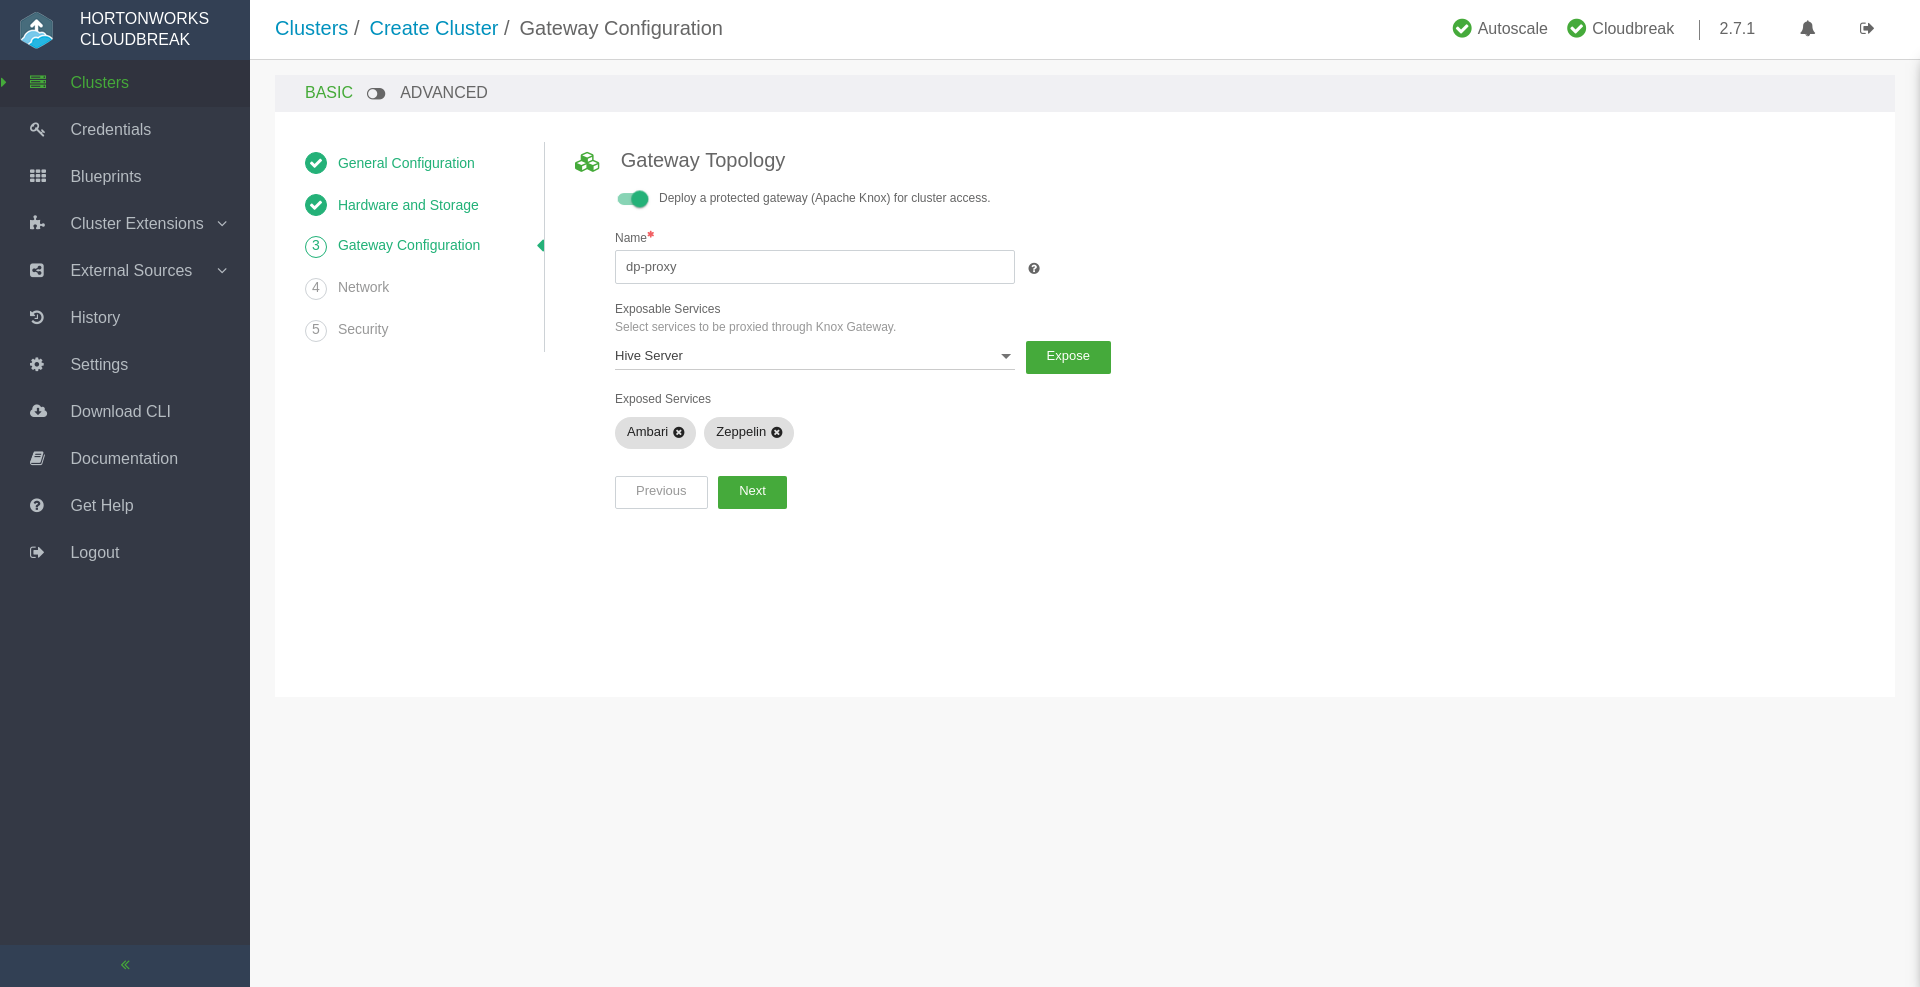 HORTONWORKS
CLOUDBREAK
Clusters / Create Cluster / Gateway Configuration
Autoscale Cloudbreak 2.7.1
Clusters
Credentials
Blueprints
Cluster Extensions
External Sources
History
Settings
Download CLI
Documentation
Get Help
Logout
BASIC ADVANCED
General Configuration
Hardware and Storage
3 Gateway Configuration
4 Network
5 Security
Gateway Topology
Deploy a protected gateway (Apache Knox) for cluster access.
Name*
dp-proxy
Exposable Services
Select services to be proxied through Knox Gateway.
Hive Server Expose
Exposed Services
Ambari Zeppelin
Previous Next